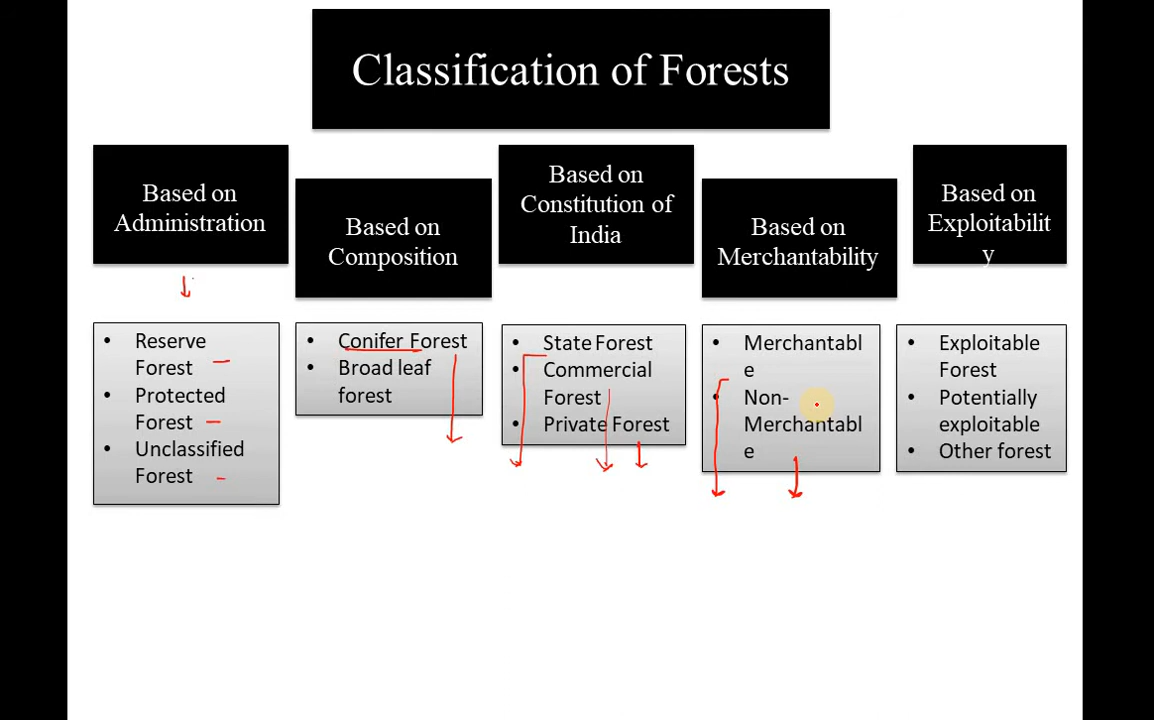 Classification of Forests
Based on
Administration
Based on
Composition
Based on
Constitution of
India
Based on
Merchantability
Based on
Exploitabilit
y
• Reserve
Forest
• Protected
Forest
• Unclassified
Forest
• Conifer Forest
• Broad leaf
forest
• State Forest
• Commercial
Forest
• Private Forest
• Merchantabl
e
• Non-
Merchantabl
e
• Exploitable
Forest
• Potentially
exploitable
• Other forest